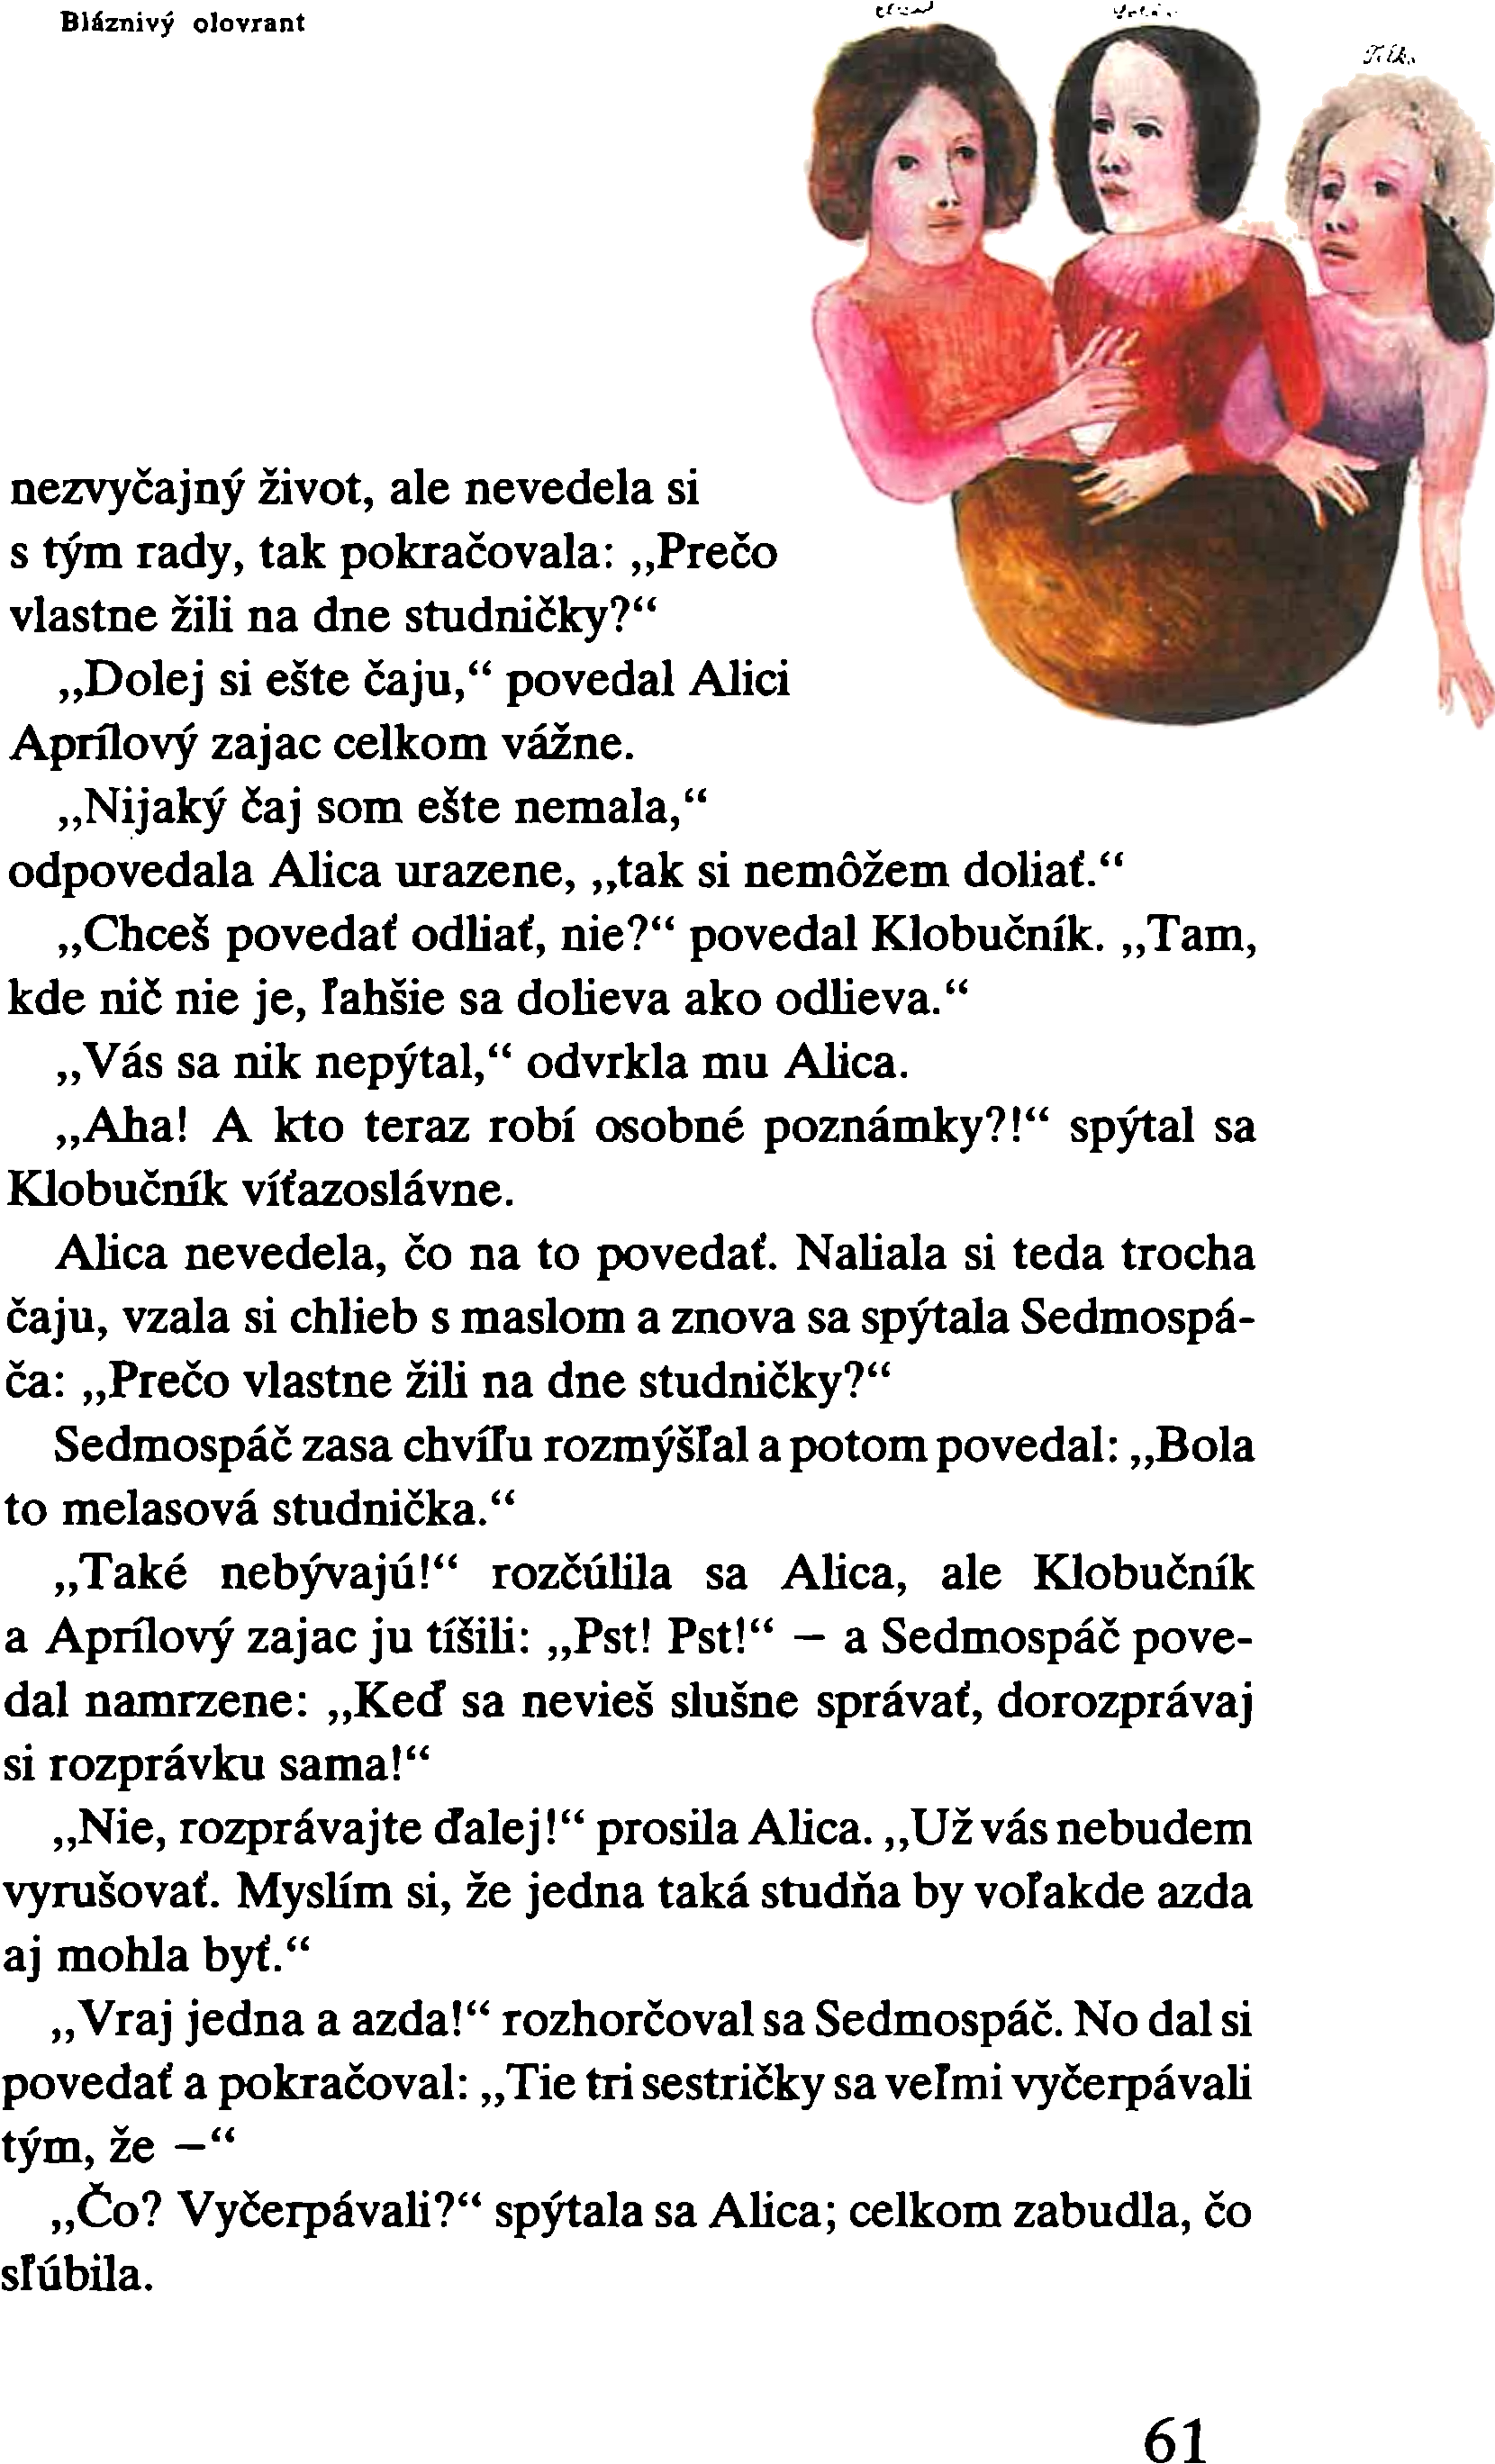 Bláznivý olovrant
nezvyčajný život, ale nevedela si
s tým rady, tak pokračovala: „Prečo
vlastne žili na dne studničky?“
„Dolej si ešte čaju,“ povedal Alici
Aprílový zajac celkom vážne.
„Nijaký čaj som ešte nemala,“
odpovedala Alica urazene, „tak si nemôžem doliať.“
„Chceš povedať odliať, nie?“ povedal Klobučník. „Tam,
kde nič nie je, ľahšie sa dolieva ako odlieva.“
„Vás sa nik nepýtal,“ odvrkla mu Alica.
„Aha! A kto teraz robí osobné poznámky?!“ spýtal sa
Klobučník víťazoslávne.
Alica nevedela, čo na to povedať. Naliala si teda trocha
čaju, vzala si chlieb s maslom a znova sa spýtala Sedmospá-
ča: „Prečo vlastne žili na dne studničky?“
Sedmospáč zasa chvíľu rozmýšľal a potom povedal: „Bola
to melasová studnička.“
„Také nebývajú!“ rozčúlila sa Alica, ale Klobučník
a Aprílový zajac ju tíšili: „Pst! Pst!“ — a Sedmospáč pove-
dal namrzene: „Keď sa nevieš slušne správať, dorozprávaj
si rozprávku sama!“
„Nie, rozprávajte ďalej!“ prosila Alica. „Už vás nebudem
vyrušovať. Myslím si, že jedna taká studňa by voľakde azda
aj mohla byť.“
„Vraj jedna a azda!“ rozhorčoval sa Sedmospáč. No dal si
povedať a pokračoval: „Tie tri sestričky sa veľmi vyčerpávali
tým, že —“
„Čo? Vyčerpávali?“ spýtala sa Alica; celkom zabudla, čo
sľúbila.
61